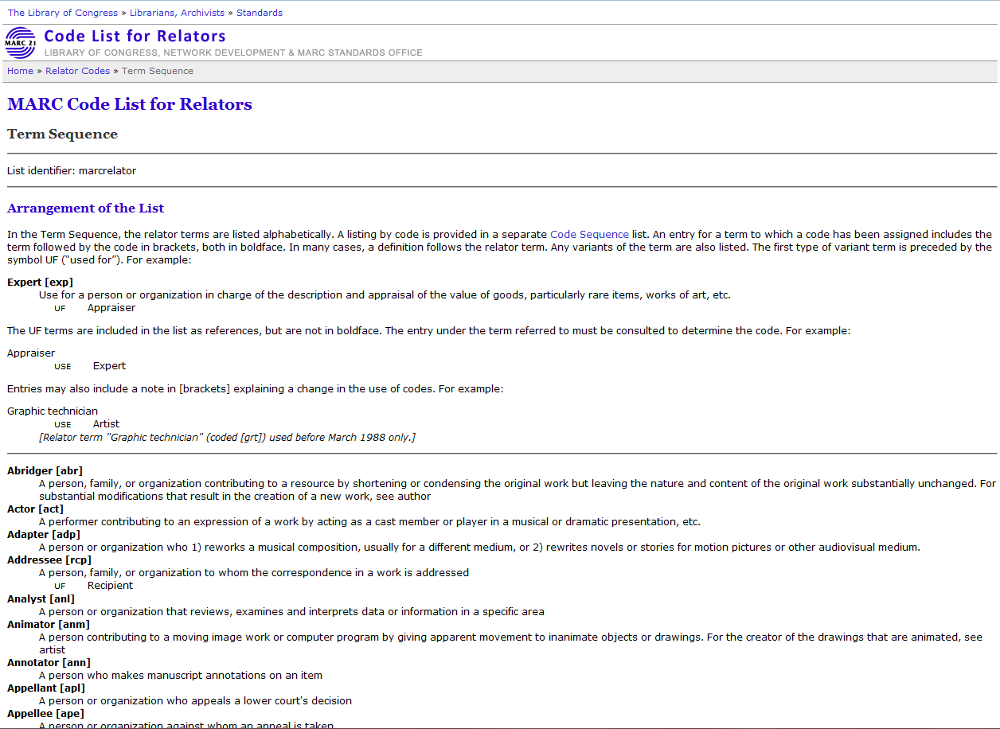 The Library of Congress » Librarians, Archivists » Standards
MARC 21
Code List for Relators
LIBRARY OF CONGRESS, NETWORK DEVELOPMENT & MARC STANDARDS OFFICE
Home » Relator Codes » Term Sequence
MARC Code List for Relators
Term Sequence
List identifier: marcrelator
Arrangement of the List
In the Term Sequence, the relator terms are listed alphabetically. A listing by code is provided in a separate Code Sequence list. An entry for a term to which a code has been assigned includes the
term followed by the code in brackets, both in boldface. In many cases, a definition follows the relator term. Any variants of the term are also listed. The first type of variant term is preceded by the
symbol UF (“used for”). For example:
Expert [exp]
Use for a person or organization in charge of the description and appraisal of the value of goods, particularly rare items, works of art, etc.
UF Appraiser
The UF terms are included in the list as references, but are not in boldface. The entry under the term referred to must be consulted to determine the code. For example:
Appraiser
USE Expert
Entries may also include a note in [brackets] explaining a change in the use of codes. For example:
Graphic technician
USE Artist
[Relator term "Graphic technician" (coded [grt]) used before March 1988 only.]
Abridger [abr]
A person, family, or organization contributing to a resource by shortening or condensing the original work but leaving the nature and content of the original work substantially unchanged. For
substantial modifications that result in the creation of a new work, see author
Actor [act]
A performer contributing to an expression of a work by acting as a cast member or player in a musical or dramatic presentation, etc.
Adapter [adp]
A person or organization who 1) reworks a musical composition, usually for a different medium, or 2) rewrites novels or stories for motion pictures or other audiovisual medium.
Addressee [rcp]
A person, family, or organization to whom the correspondence in a work is addressed
UF Recipient
Analyst [anl]
A person or organization that reviews, examines and interprets data or information in a specific area
Animator [anm]
A person contributing to a moving image work or computer program by giving apparent movement to inanimate objects or drawings. For the creator of the drawings that are animated, see
artist
Annotator [ann]
A person who makes manuscript annotations on an item
Appellant [apl]
A person or organization who appeals a lower court's decision
Appellee [ape]
A person or organization against whom an appeal is taken